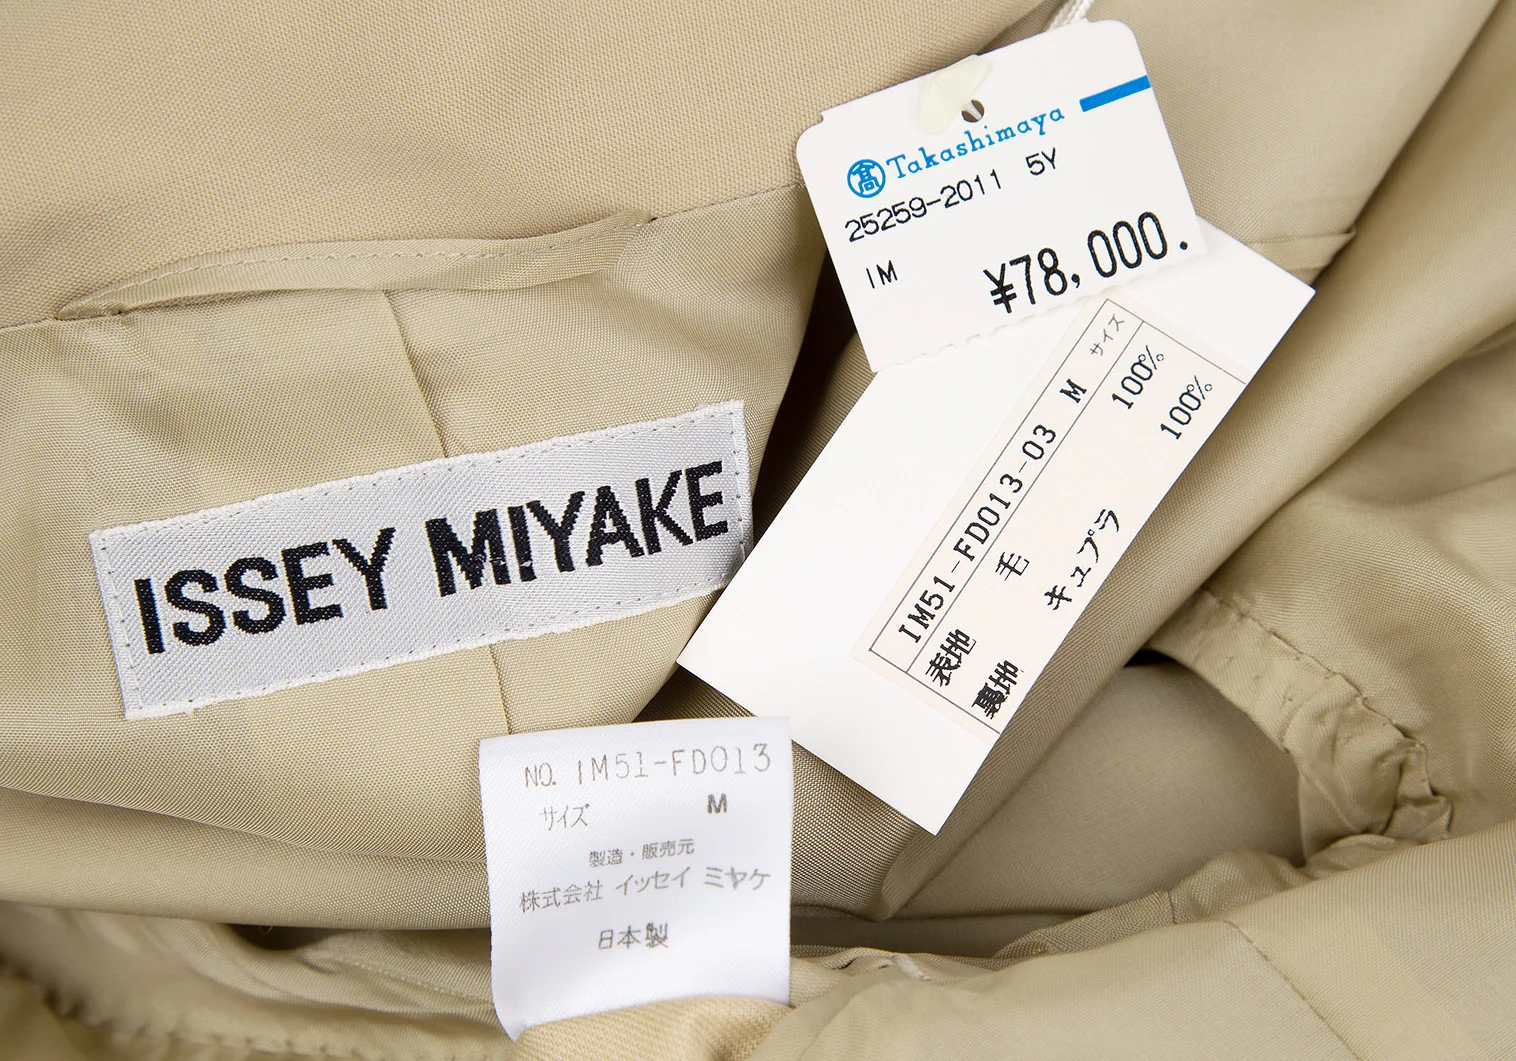 高 Takashimaya
25259-2011 5Y
IM
¥78,000.
IM51-FD013-03 M サイズ
表地 毛 100%
裏地 キュプラ 100%
ISSEY MIYAKE
NO. IM51-FD013
サイズ M
製造・販売元
株式会社 イッセイ ミヤケ
日本製